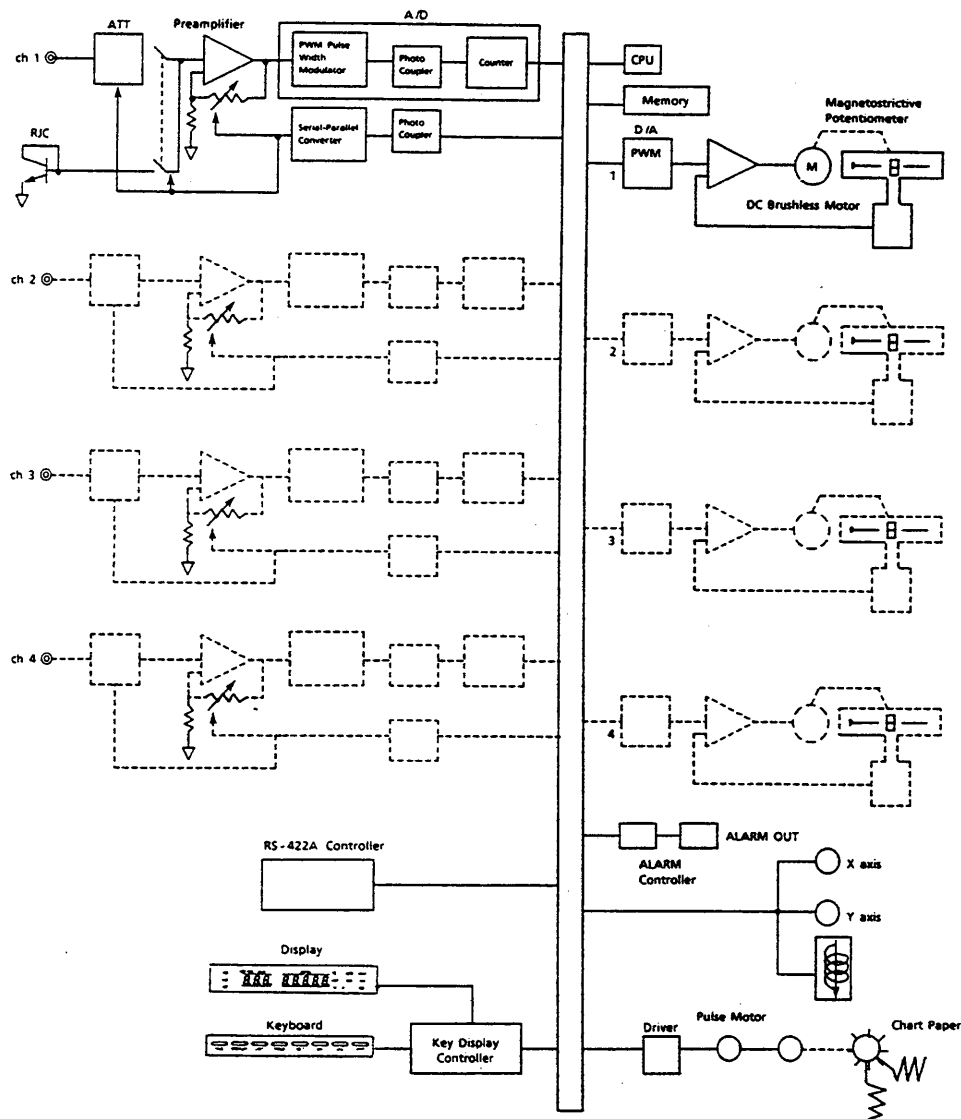 A/D
ATT
Preamplifier
ch 1
PWM Pulse
Width
Modulator
Photo
Coupler
Counter
CPU
Memory
RJC
Serial-Parallel
Converter
Photo
Coupler
D/A
PWM
1
M
Magnetostrictive
Potentiometer
DC Brushless Motor
ch 2
2
ch 3
3
ch 4
4
RS-422A Controller
ALARM OUT
ALARM
Controller
X axis
Y axis
Display
888 88888
Keyboard
Key Display
Controller
Driver
Pulse Motor
Chart Paper